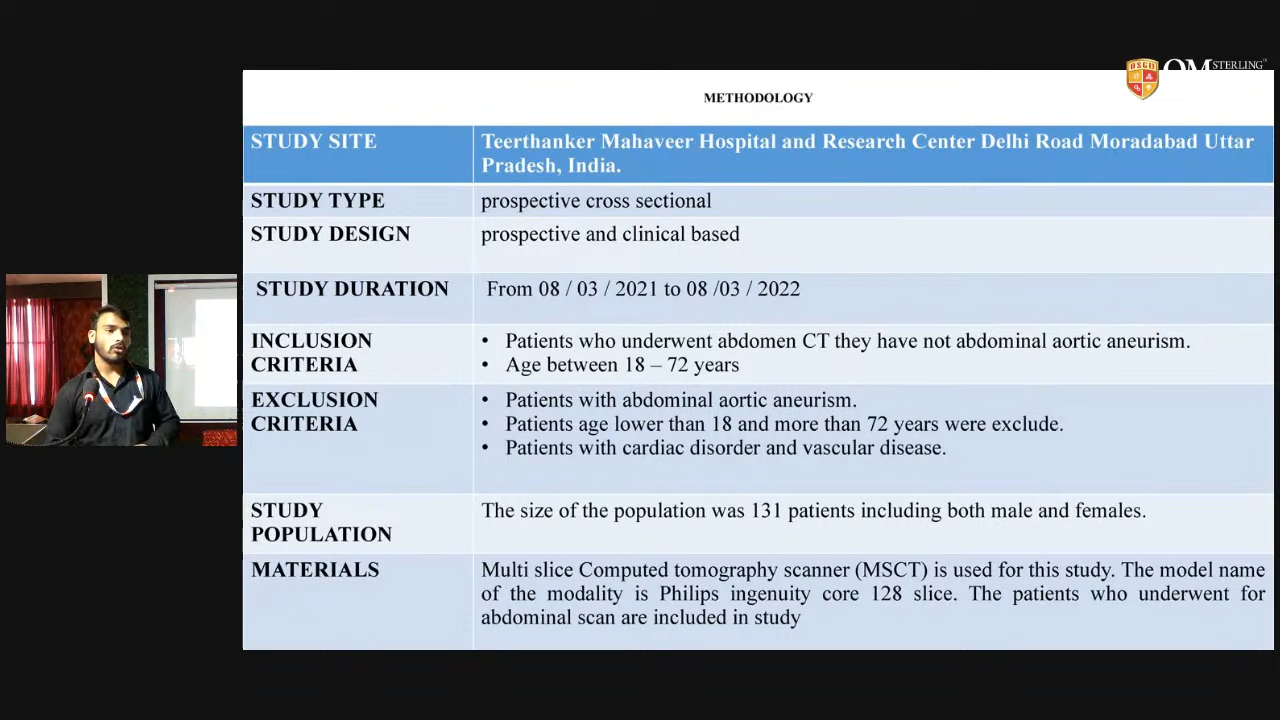 OSGU
OM STERLING
METHODOLOGY
STUDY SITE
Teerthanker Mahaveer Hospital and Research Center Delhi Road Moradabad Uttar
Pradesh, India.
STUDY TYPE
prospective cross sectional
STUDY DESIGN
prospective and clinical based
STUDY DURATION
From 08 / 03 / 2021 to 08 /03 / 2022
INCLUSION
CRITERIA
• Patients who underwent abdomen CT they have not abdominal aortic aneurism.
• Age between 18 – 72 years
EXCLUSION
CRITERIA
• Patients with abdominal aortic aneurism.
• Patients age lower than 18 and more than 72 years were exclude.
• Patients with cardiac disorder and vascular disease.
STUDY
POPULATION
The size of the population was 131 patients including both male and females.
MATERIALS
Multi slice Computed tomography scanner (MSCT) is used for this study. The model name
of the modality is Philips ingenuity core 128 slice. The patients who underwent for
abdominal scan are included in study